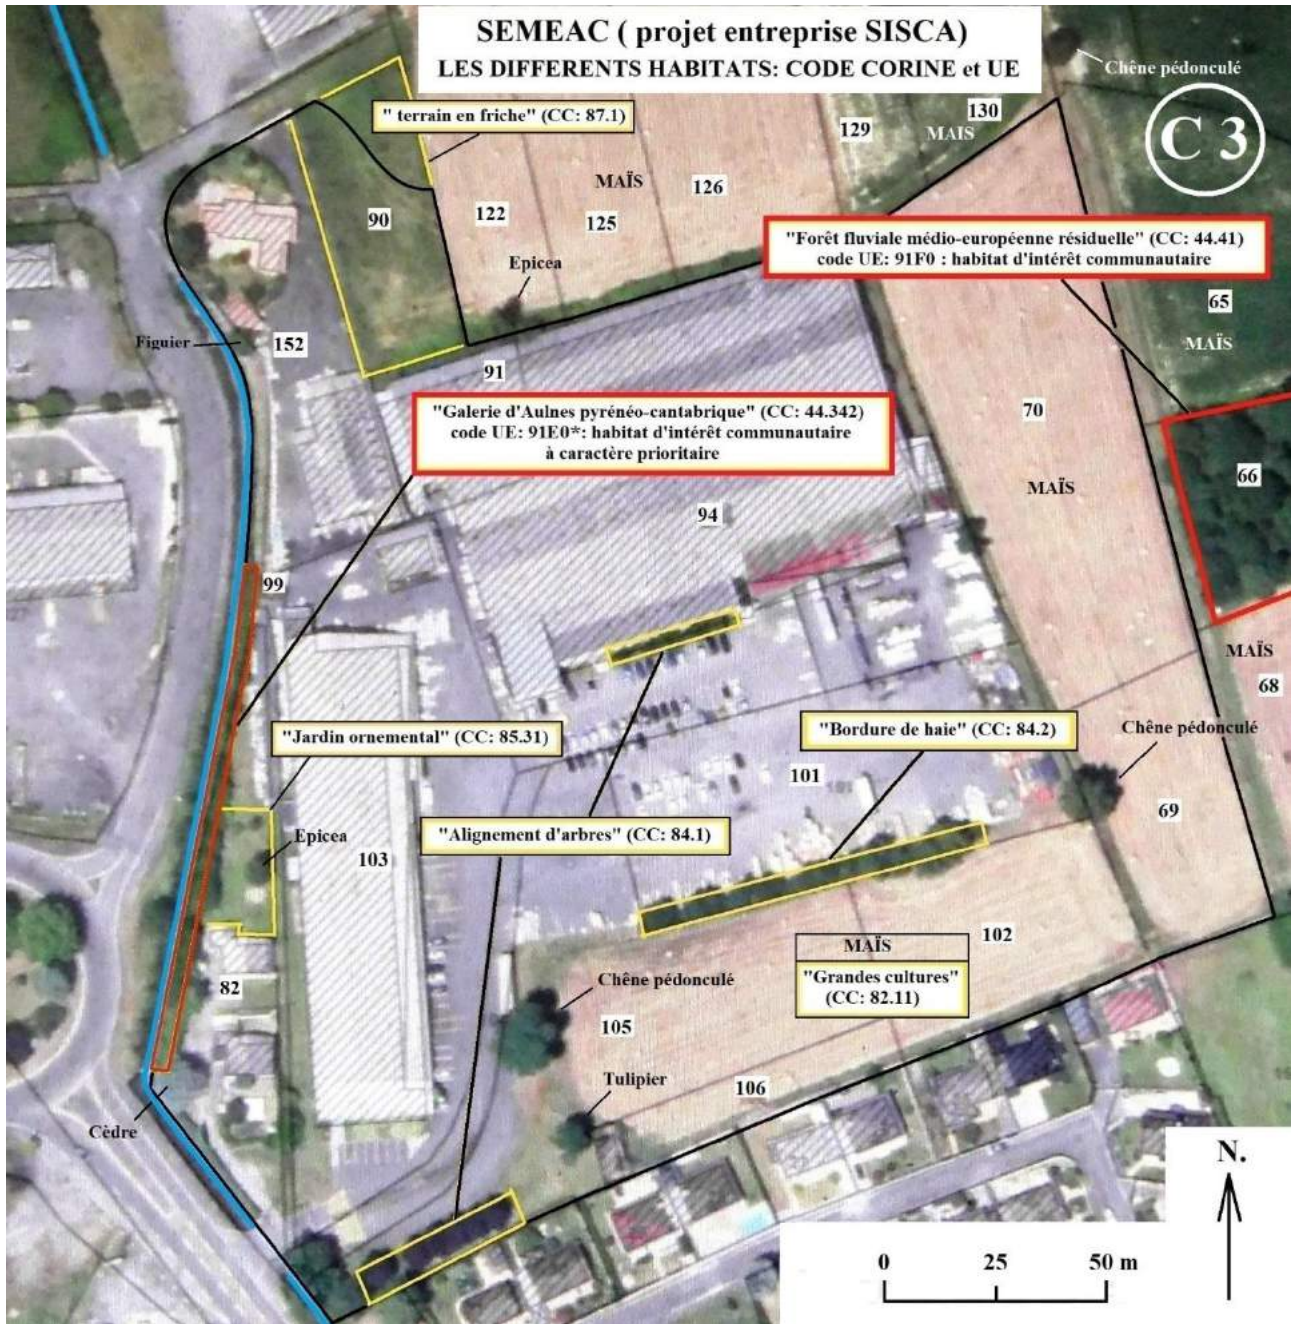 SEMEAC ( projet entreprise SISCA)
LES DIFFERENTS HABITATS: CODE CORINE et UE
Chêne pédonculé
C 3
" terrain en friche" (CC: 87.1)
130
129
MAIS
MAÏS
126
122
125
90
"Forêt fluviale médio-européenne résiduelle" (CC: 44.41)
code UE: 91F0 : habitat d'intérêt communautaire
Epicea
65
MAÏS
Figuier
152
91
"Galerie d'Aulnes pyrénéo-cantabrique" (CC: 44.342)
code UE: 91E0*: habitat d'intérêt communautaire
à caractère prioritaire
70
MAÏS
66
94
99
MAÏS
68
"Jardin ornemental" (CC: 85.31)
"Bordure de haie" (CC: 84.2)
Chêne pédonculé
101
69
"Alignement d'arbres" (CC: 84.1)
Epicea
103
MAÏS
102
"Grandes cultures"
(CC: 82.11)
82
Chêne pédonculé
105
Tulipier
106
Cèdre
N.
0 25 50 m